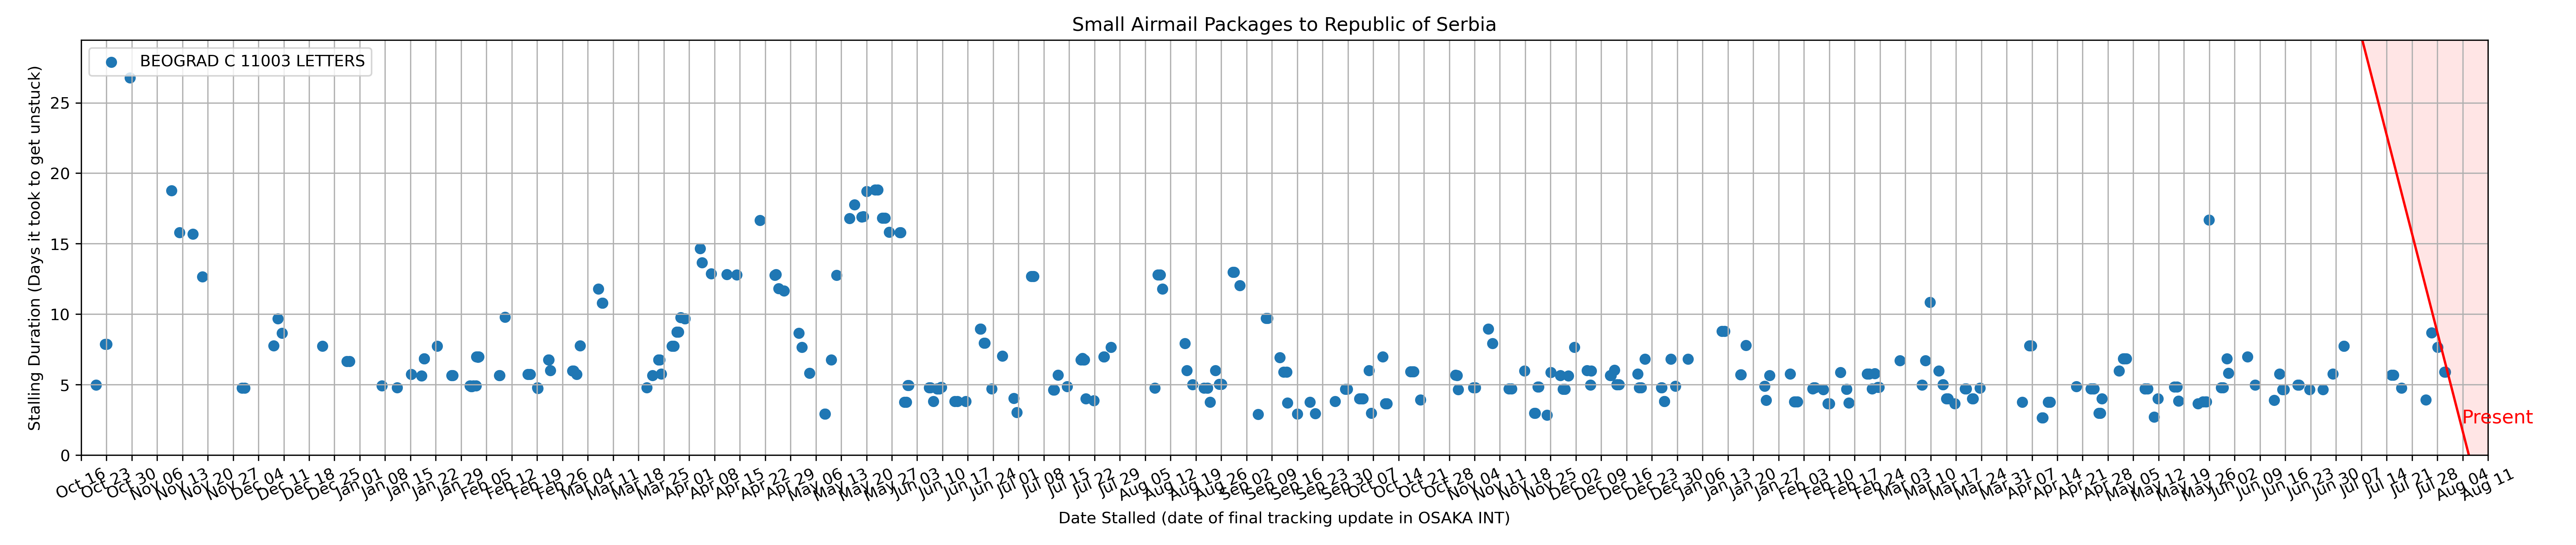 Small Airmail Packages to Republic of Serbia
BEOGRAD C 11003 LETTERS
Stalling Duration (Days it took to get unstuck)
25
20
15
10
5
0
Present
Oct 16
Oct 23
Oct 30
Nov 06
Nov 13
Nov 20
Nov 27
Dec 04
Dec 11
Dec 18
Dec 25
Jan 01
Jan 08
Jan 15
Jan 22
Jan 29
Feb 05
Feb 12
Feb 19
Feb 26
Mar 04
Mar 11
Mar 18
Mar 25
Apr 01
Apr 08
Apr 15
Apr 22
Apr 29
May 06
May 13
May 20
May 27
Jun 03
Jun 10
Jun 17
Jun 24
Jul 01
Jul 08
Jul 15
Jul 22
Jul 29
Aug 05
Aug 12
Aug 19
Aug 26
Sep 02
Sep 09
Sep 16
Sep 23
Sep 30
Oct 07
Oct 14
Oct 21
Oct 28
Nov 04
Nov 11
Nov 18
Nov 25
Dec 02
Dec 09
Dec 16
Dec 23
Dec 30
Jan 06
Jan 13
Jan 20
Jan 27
Feb 03
Feb 10
Feb 17
Feb 24
Mar 03
Mar 10
Mar 17
Mar 24
Mar 31
Apr 07
Apr 14
Apr 21
Apr 28
May 05
May 12
May 19
May 26
Jun 02
Jun 09
Jun 16
Jun 23
Jun 30
Jul 07
Jul 14
Jul 21
Jul 28
Aug 04
Aug 11
Date Stalled (date of final tracking update in OSAKA INT)